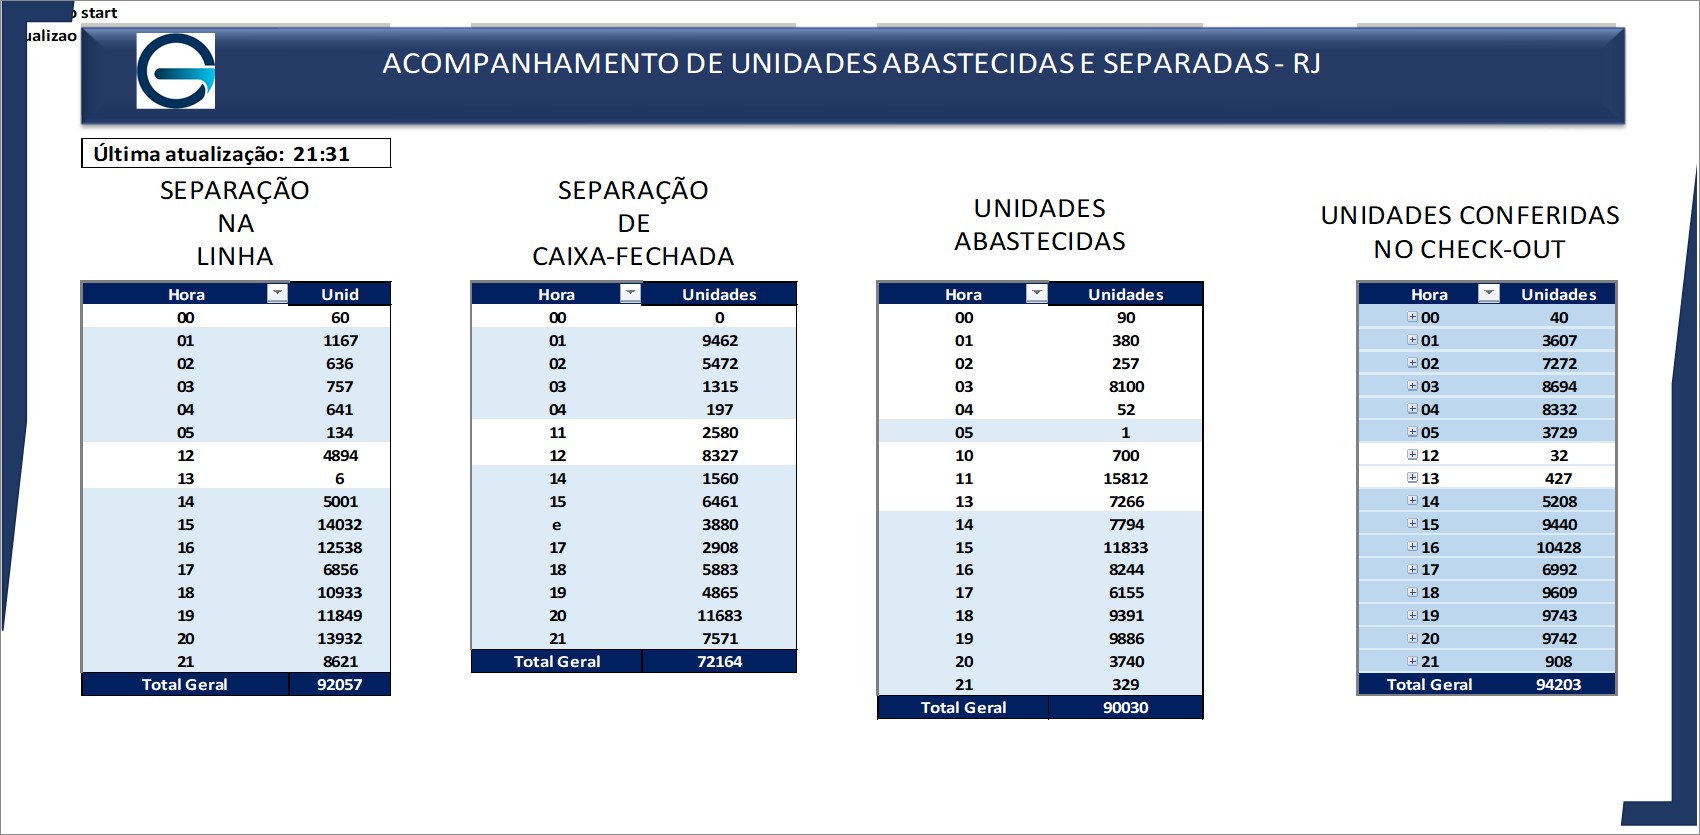 start
ualizao
ACOMPANHAMENTO DE UNIDADES ABASTECIDAS E SEPARADAS - RJ
Última atualização: 21:31
SEPARAÇÃO
NA
LINHA
Hora Unid
00 60
01 1167
02 636
03 757
04 641
05 134
12 4894
13 6
14 5001
15 14032
16 12538
17 6856
18 10933
19 11849
20 13932
21 8621
Total Geral 92057
SEPARAÇÃO
DE
CAIXA-FECHADA
Hora Unidades
00 0
01 9462
02 5472
03 1315
04 197
11 2580
12 8327
14 1560
15 6461
e 3880
17 2908
18 5883
19 4865
20 11683
21 7571
Total Geral 72164
UNIDADES
ABASTECIDAS
Hora Unidades
00 90
01 380
02 257
03 8100
04 52
05 1
10 700
11 15812
13 7266
14 7794
15 11833
16 8244
17 6155
18 9391
19 9886
20 3740
21 329
Total Geral 90030
UNIDADES CONFERIDAS
NO CHECK-OUT
Hora Unidades
00 40
01 3607
02 7272
03 8694
04 8332
05 3729
12 32
13 427
14 5208
15 9440
16 10428
17 6992
18 9609
19 9743
20 9742
21 908
Total Geral 94203